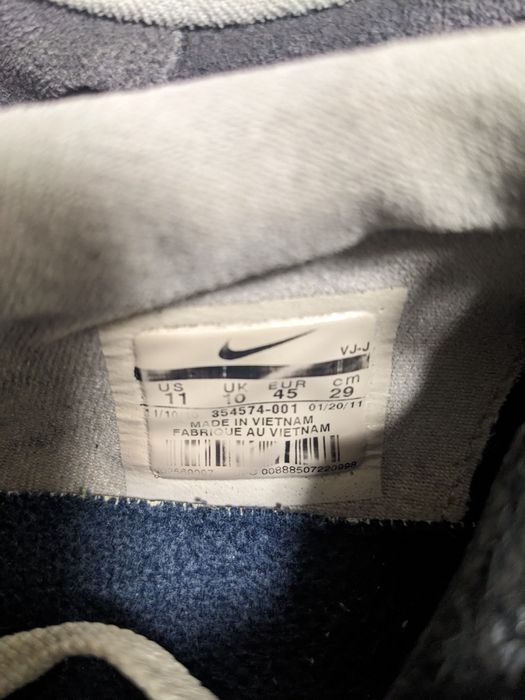 VJ-J
US UK EUR cm
11 10 45 29
354574-001 01/20/11
MADE IN VIETNAM
FABRIQUE AU VIETNAM
00888507220998